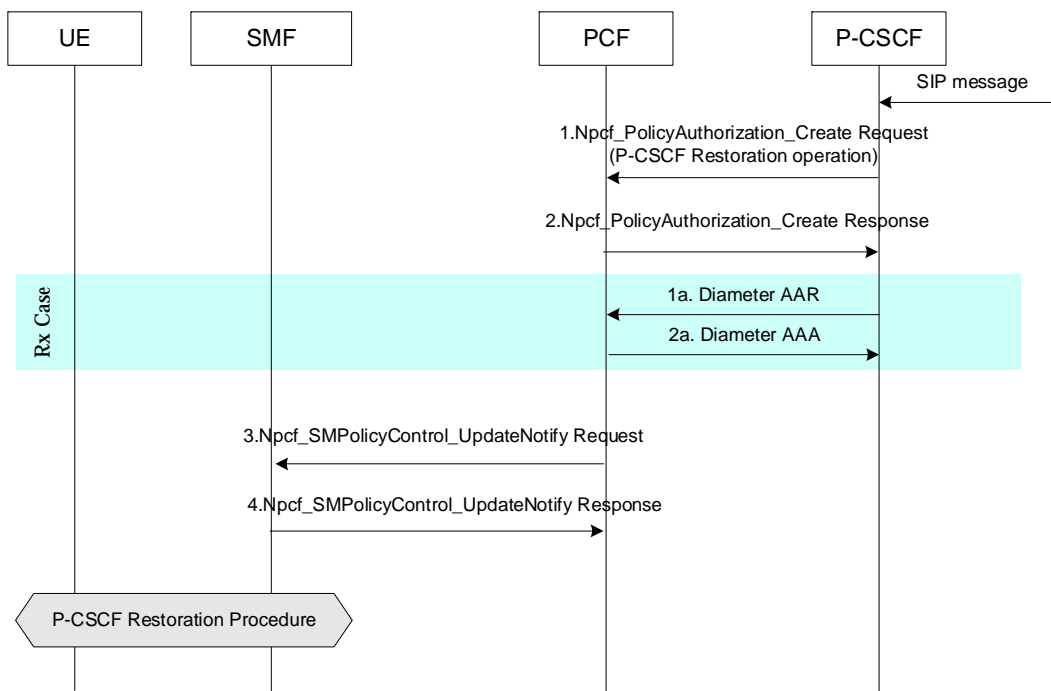 UE
SMF
PCF
P-CSCF
SIP message
1.Npcf_PolicyAuthorization_Create Request
(P-CSCF Restoration operation)
2.Npcf_PolicyAuthorization_Create Response
Rx Case
1a. Diameter AAR
2a. Diameter AAA
3.Npcf_SMPolicyControl_UpdateNotify Request
4.Npcf_SMPolicyControl_UpdateNotify Response
P-CSCF Restoration Procedure